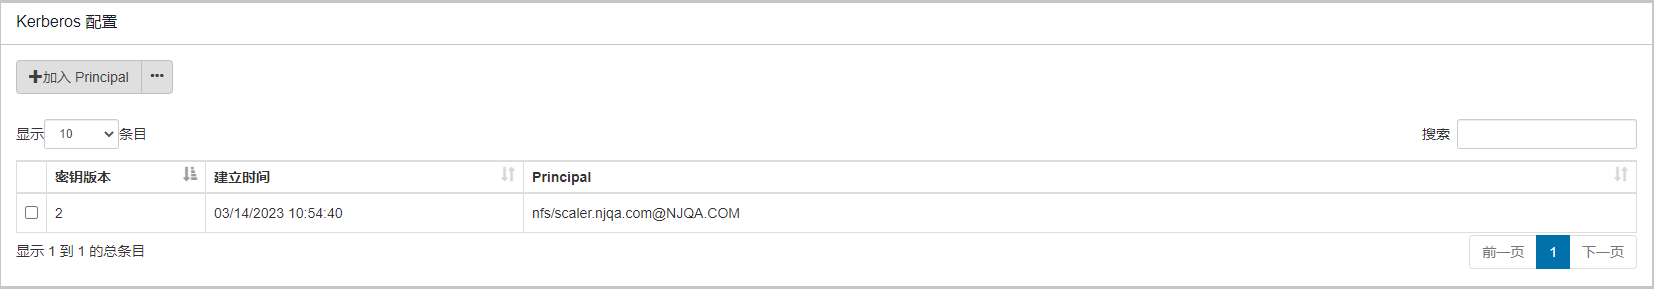 Kerberos 配置
加入 Principal •••
显示 10 条目
搜索
密钥版本 建立时间 Principal
2 03/14/2023 10:54:40 nfs/scaler.njqa.com@NJQA.COM
显示 1 到 1 的总条目
前一页 1 下一页